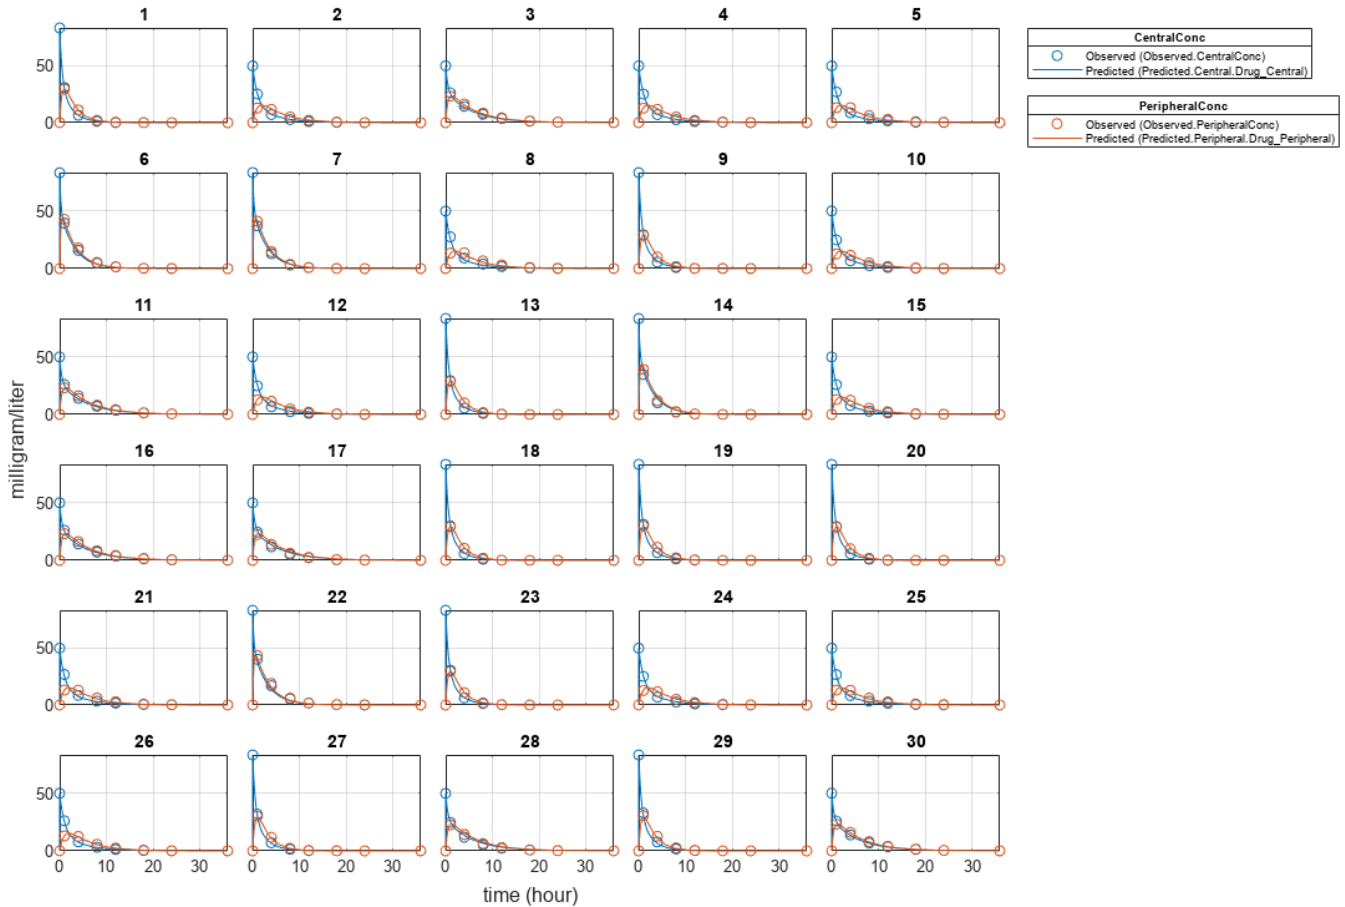 1 2 3 4 5
50
0
CentralConc
Observed (Observed.CentralConc)
Predicted (Predicted.Central.Drug_Central)
PeripheralConc
Observed (Observed.PeripheralConc)
Predicted (Predicted.Peripheral.Drug_Peripheral)
6 7 8 9 10
50
0
11 12 13 14 15
50
0
milligram/liter
16 17 18 19 20
50
0
21 22 23 24 25
50
0
26 27 28 29 30
50
0
0 10 20 30 0 10 20 30 0 10 20 30 0 10 20 30 0 10 20 30
time (hour)